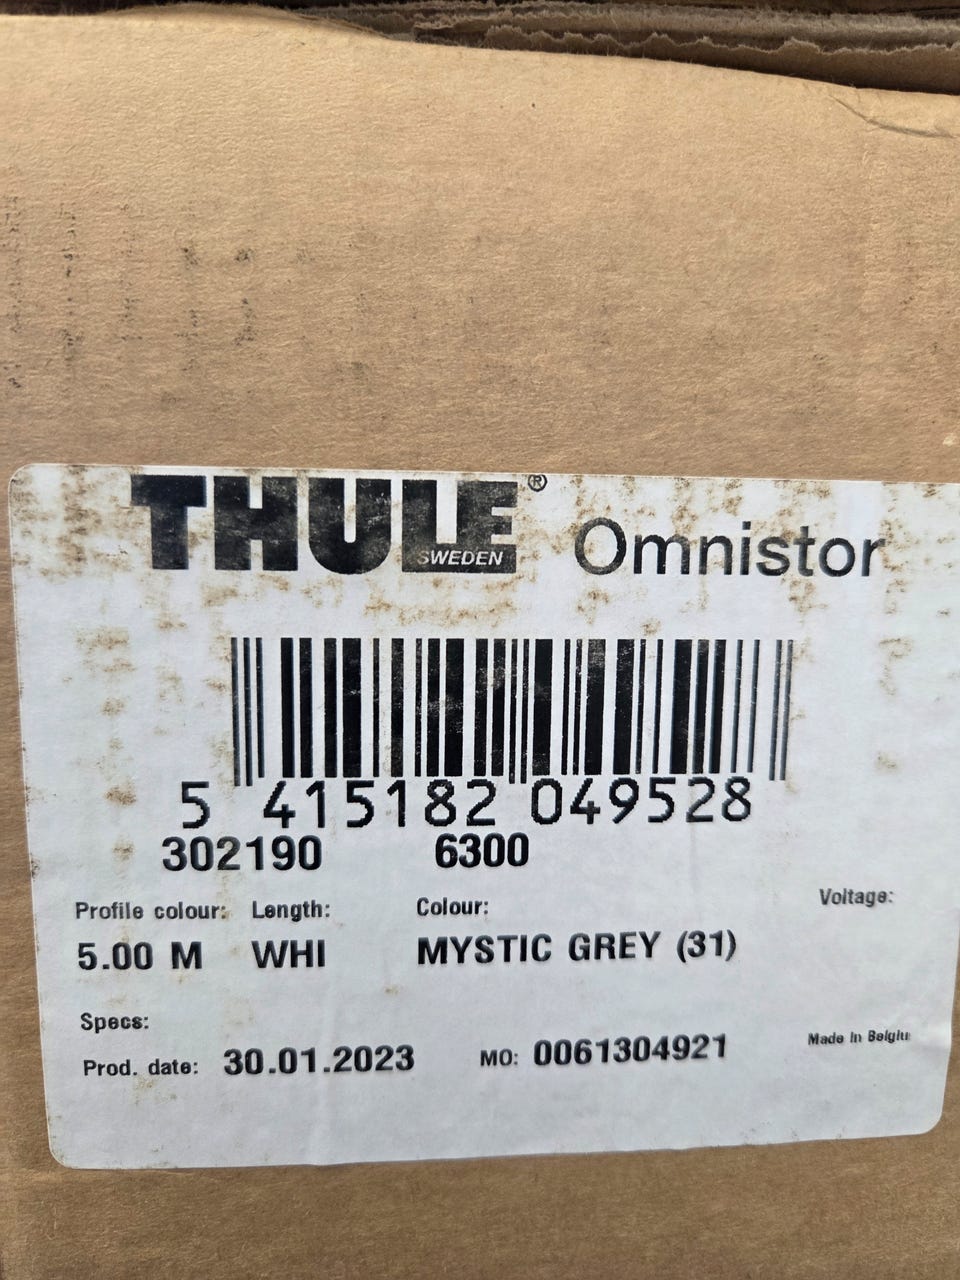 THULE® Omnistor
SWEDEN
5 415182 049528
302190 6300
Profile colour: Length: Colour: Voltage:
5.00 M WHI MYSTIC GREY (31)
Specs:
Prod. date: 30.01.2023 MO: 0061304921 Made In Belgiu